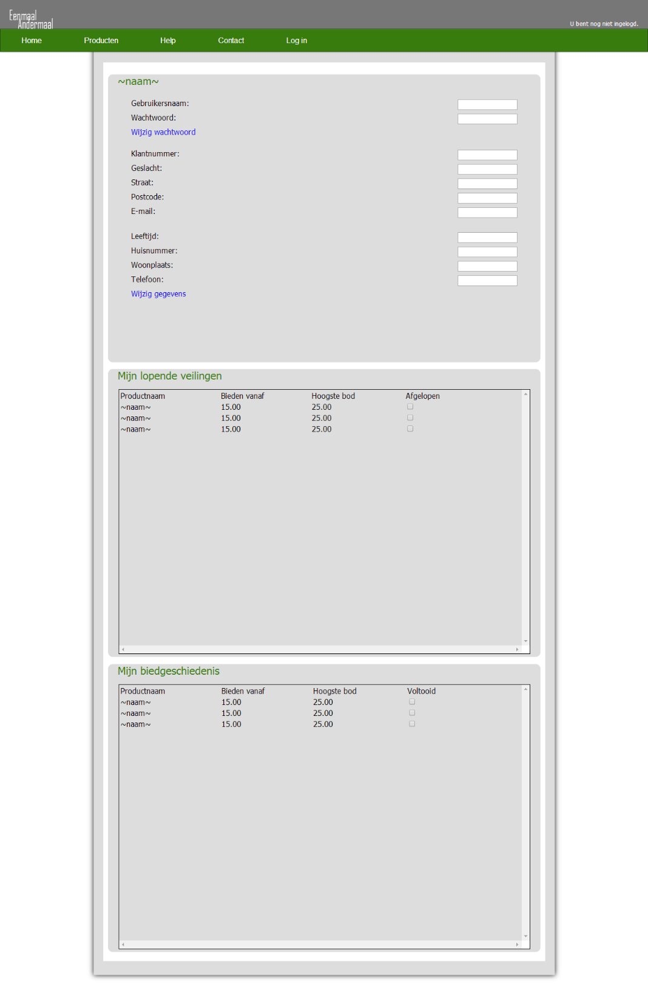 Eenmaal
Andermaal
U bent nog niet ingelogd.
Home Producten Help Contact Log in
~naam~
Gebruikersnaam:
Wachtwoord:
Wijzig wachtwoord
Klantnummer:
Geslacht:
Straat:
Postcode:
E-mail:
Leeftijd:
Huisnummer:
Woonplaats:
Telefoon:
Wijzig gegevens
Mijn lopende veilingen
Productnaam Bieden vanaf Hoogste bod Afgelopen
~naam~ 15.00 25.00
~naam~ 15.00 25.00
~naam~ 15.00 25.00
Mijn biedgeschiedenis
Productnaam Bieden vanaf Hoogste bod Voltooid
~naam~ 15.00 25.00
~naam~ 15.00 25.00
~naam~ 15.00 25.00